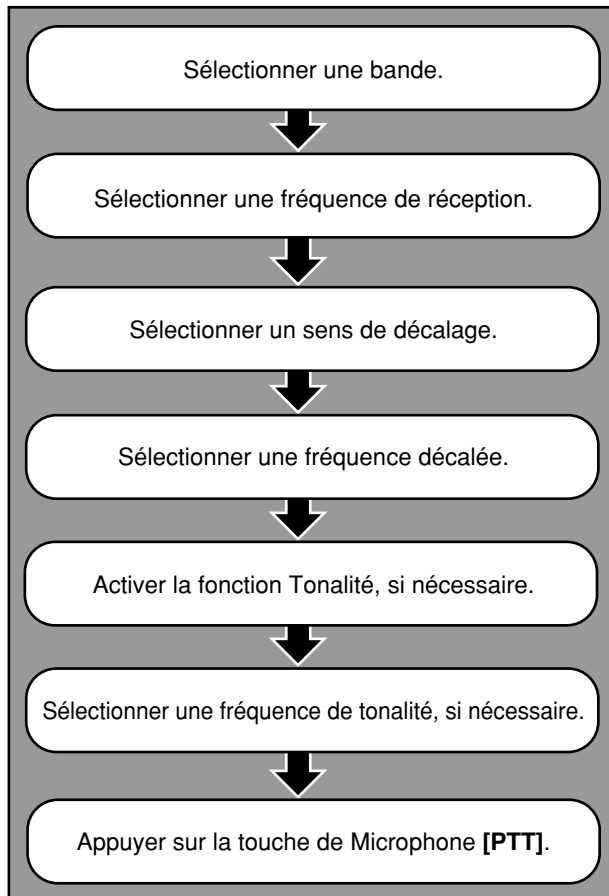 Sélectionner une bande.
Sélectionner une fréquence de réception.
Sélectionner un sens de décalage.
Sélectionner une fréquence décalée.
Activer la fonction Tonalité, si nécessaire.
Sélectionner une fréquence de tonalité, si nécessaire.
Appuyer sur la touche de Microphone [PTT].